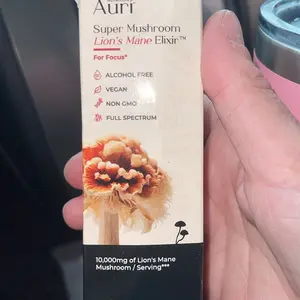 Auri
Super Mushroom
Lion's Mane Elixir™
For Focus*
ALCOHOL FREE
VEGAN
NON GMO
FULL SPECTRUM
10,000mg of Lion's Mane
Mushroom / Serving***